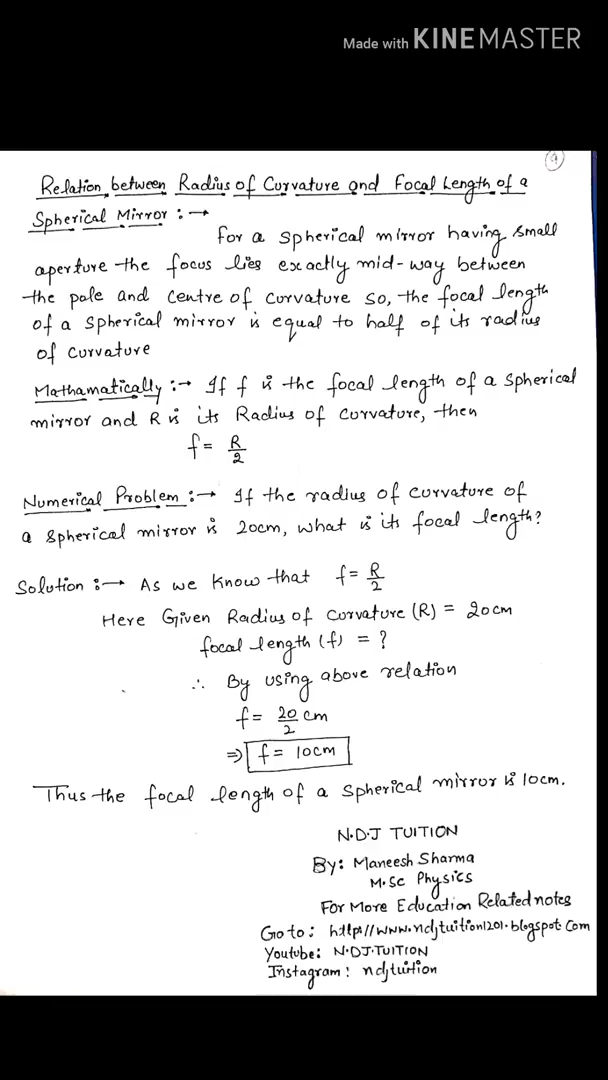 Made with KINEMASTER
9
Relation between Radius of Curvature and Focal Length of a
Spherical Mirror :→
For a spherical mirror having small
aperture the focus lies exactly mid-way between
the pole and centre of curvature so, the focal length
of a spherical mirror is equal to half of its radius
of curvature
Mathamatically :→ If f is the focal length of a spherical
mirror and R is its Radius of curvature, then
f = R/2
Numerical Problem :→ If the radius of curvature of
a spherical mirror is 20cm, what is its focal length?
Solution :→ As we know that f = R/2
Here Given Radius of curvature (R) = 20cm
focal length (f) = ?
∴ By using above relation
f = 20/2 cm
⇒ f = 10cm
Thus the focal length of a spherical mirror is 10cm.
N.D.J TUITION
By: Maneesh Sharma
M.Sc Physics
For More Education Related notes
Go to: http//www.ndjtuition1201.blogspot.com
Youtube: N.DJ.TUITION
Instagram: ndjtuition